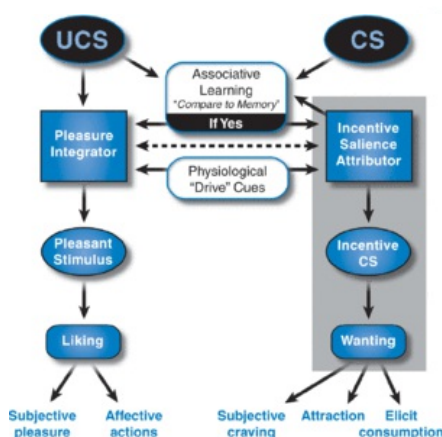 UCS
CS
Associative
Learning
"Compare to Memory"
If Yes
Pleasure
Integrator
Incentive
Salience
Attributor
Physiological
"Drive" Cues
Pleasant
Stimulus
Incentive
CS
Liking
Wanting
Subjective
pleasure
Affective
actions
Subjective
craving
Attraction
Elicit
consumption